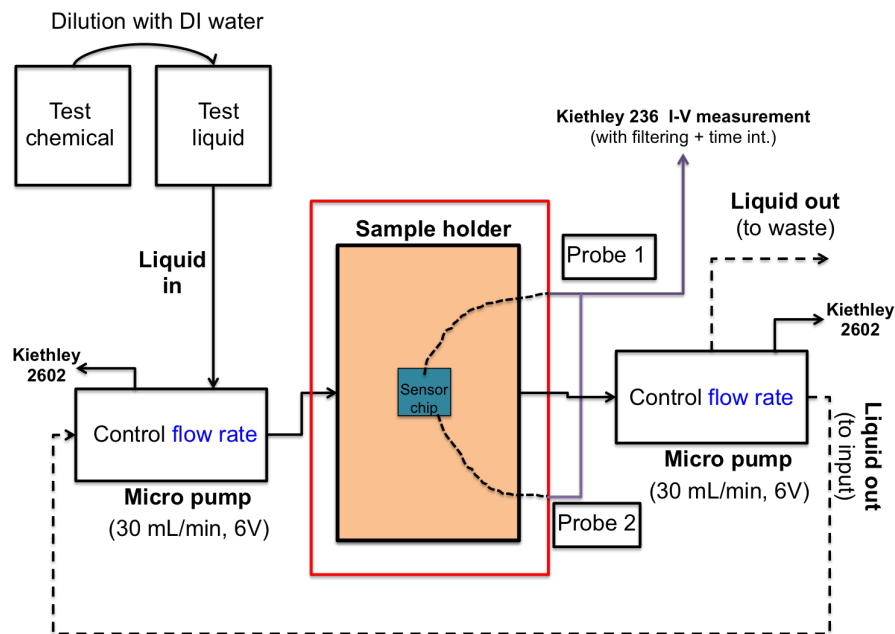 Dilution with DI water
Test
chemical
Test
liquid
Kiethley 236  I-V measurement
(with filtering + time int.)
Liquid out
(to waste)
Sample holder
Probe 1
Liquid
in
Kiethley
2602
Kiethley
2602
Sensor
chip
Control flow rate
Control flow rate
Liquid out
(to input)
Micro pump
(30 mL/min, 6V)
Micro pump
(30 mL/min, 6V)
Probe 2